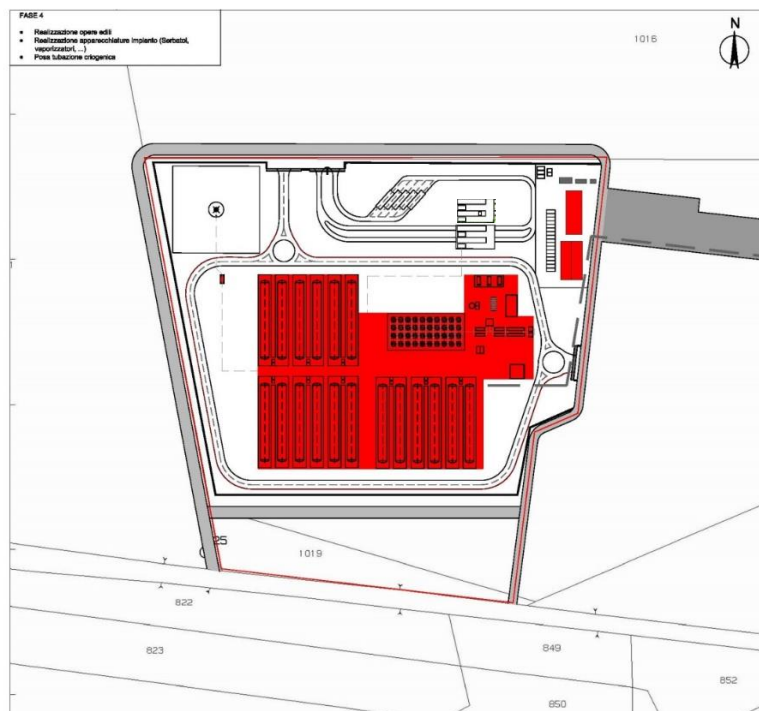 FASE 4
• Realizzazione opere edili
• Realizzazione apparecchiature impianto (Serbatoi,
vaporizzatori, ...)
• Posa tubazione criogenica
N
1016
1
25
1019
822
823
849
852
850